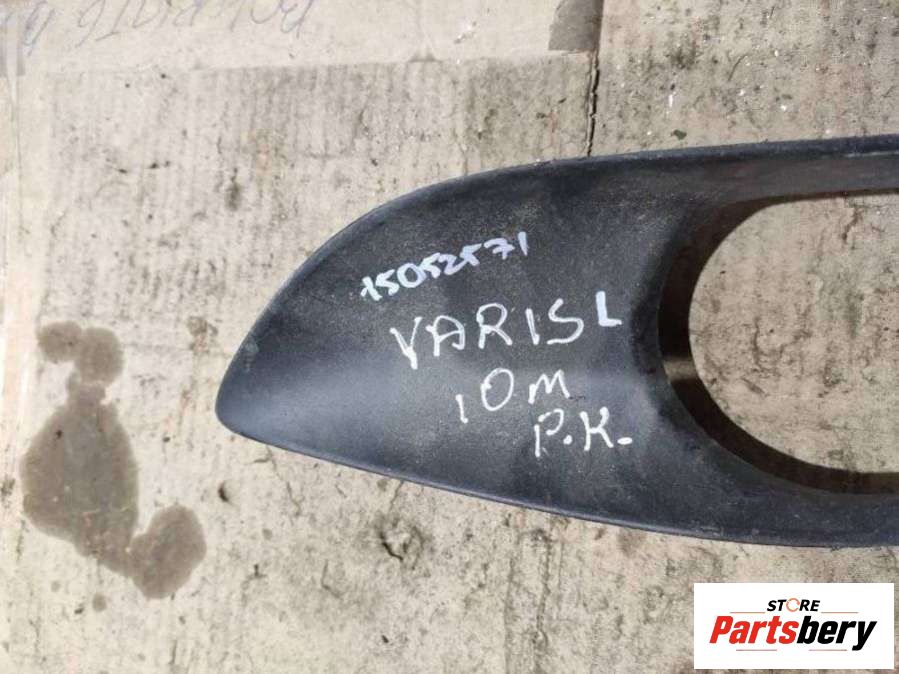 15052571
VARIS L
10M
P.K.
STORE
Partsbery